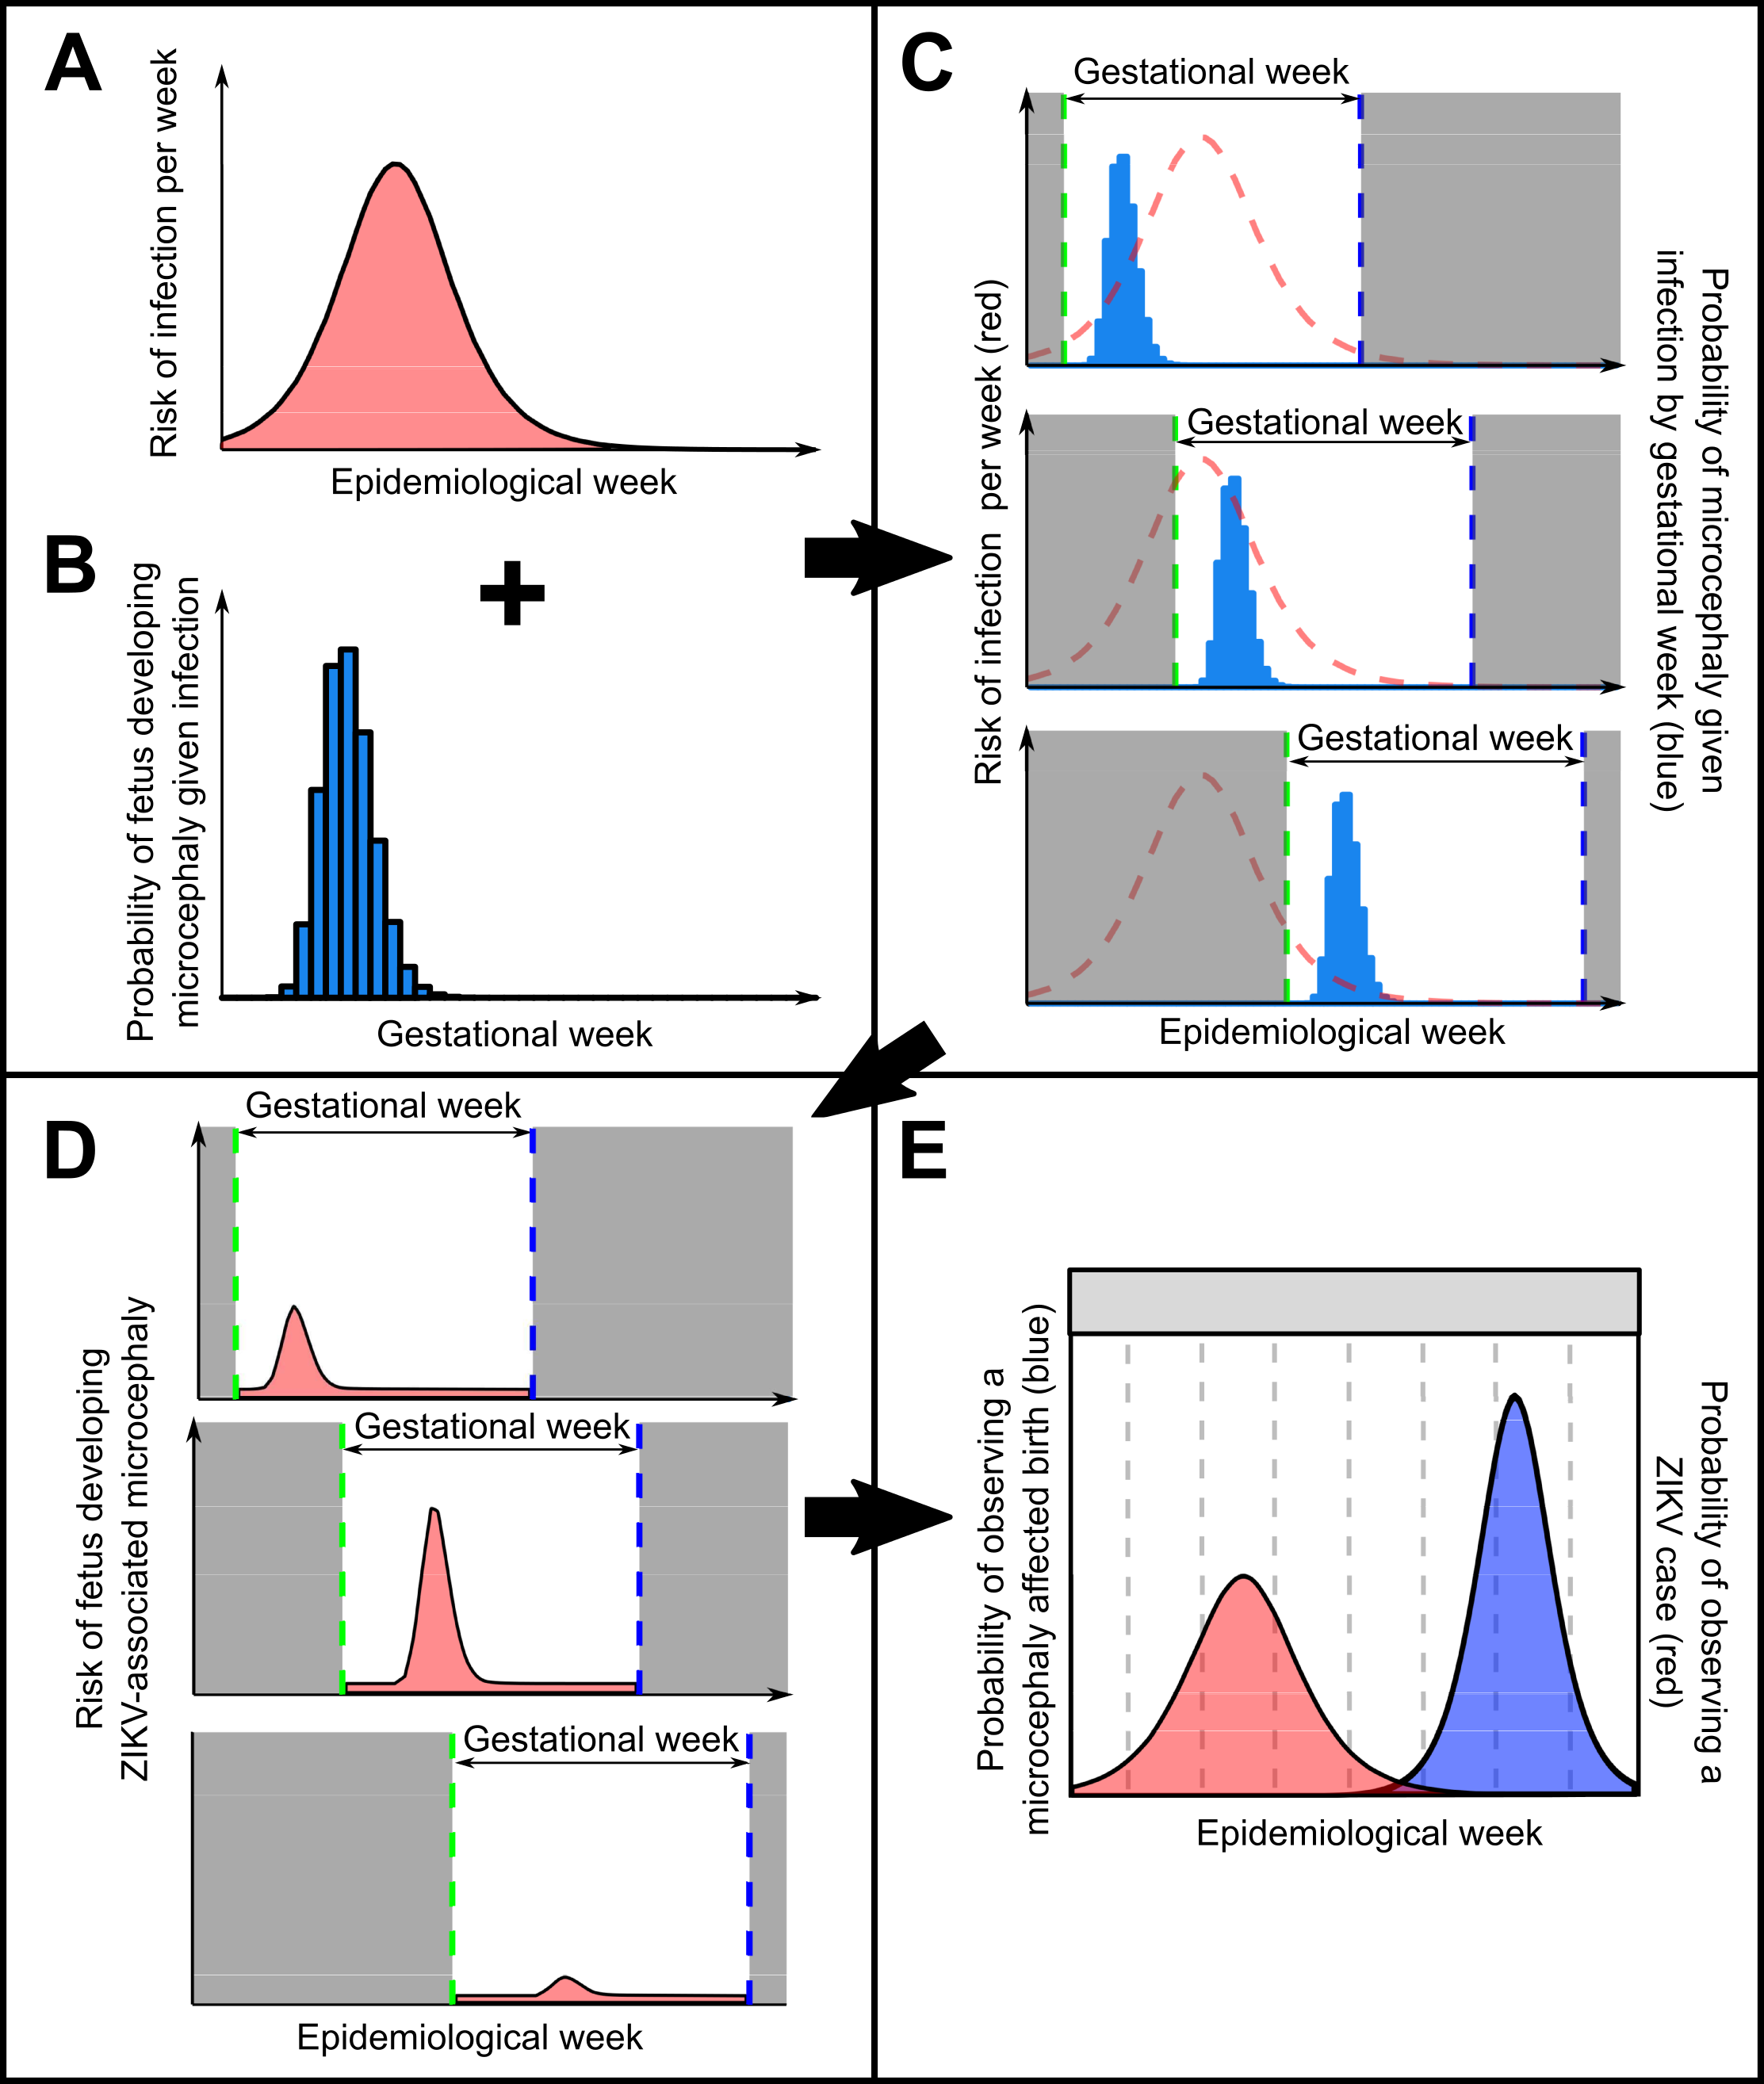 A
Risk of infection per week
Epidemiological week
B
Probability of fetus developing
microcephaly given infection
Gestational week
C
Gestational week
Gestational week
Gestational week
Risk of infection per week (red)
Probability of microcephaly given
infection by gestational week (blue)
Epidemiological week
D
Gestational week
Gestational week
Gestational week
Risk of fetus developing
ZIKV-associated microcephaly
Epidemiological week
E
Probability of observing a
microcephaly affected birth (blue)
Probability of observing a
ZIKV case (red)
Epidemiological week